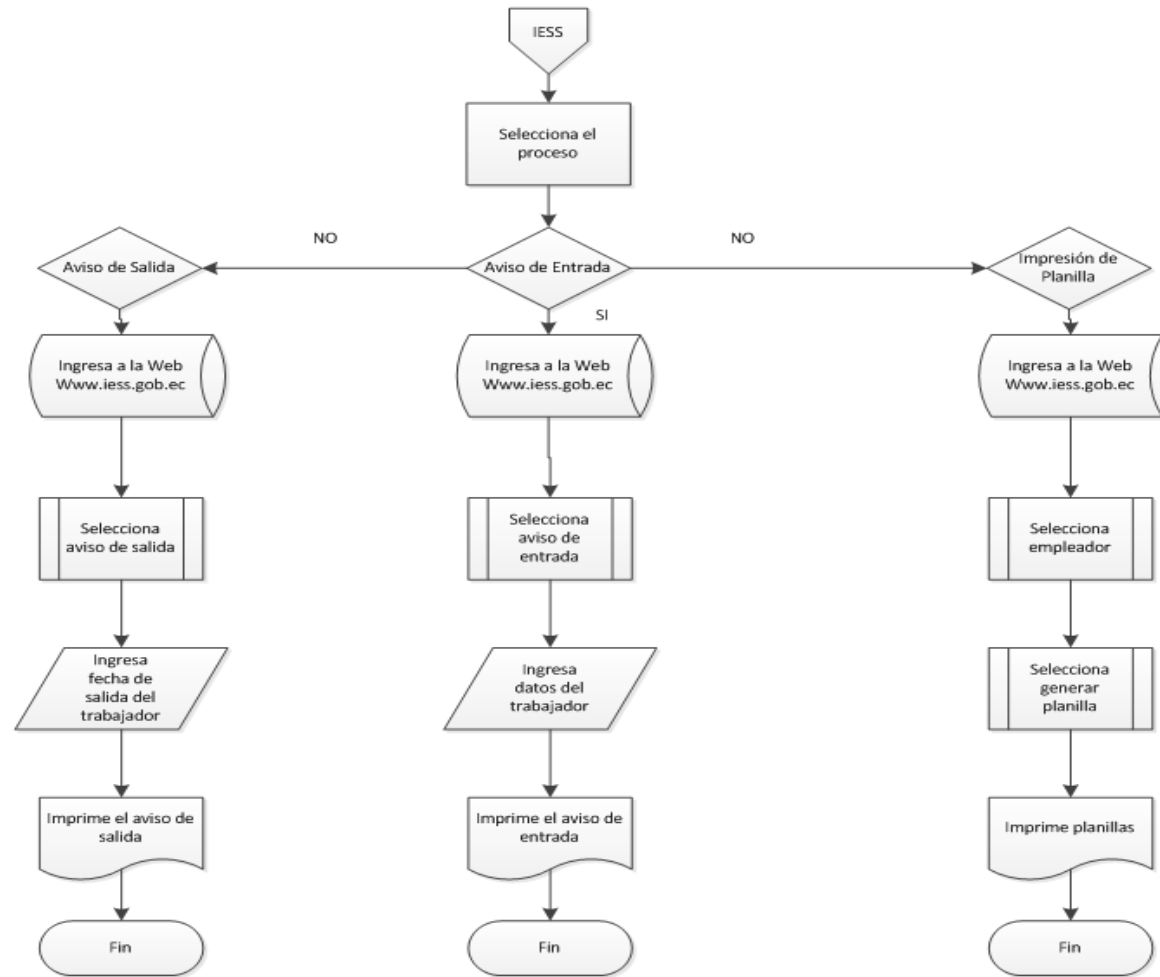 IESS
Selecciona el
proceso
NO
NO
Aviso de Salida
Aviso de Entrada
Impresión de
Planilla
SI
Ingresa a la Web
Www.iess.gob.ec
Ingresa a la Web
Www.iess.gob.ec
Ingresa a la Web
Www.iess.gob.ec
Selecciona
aviso de salida
Selecciona
aviso de
entrada
Selecciona
empleador
Ingresa
fecha de
salida del
trabajador
Ingresa
datos del
trabajador
Selecciona
generar
planilla
Imprime el aviso de
salida
Imprime el aviso de
entrada
Imprime planillas
Fin
Fin
Fin